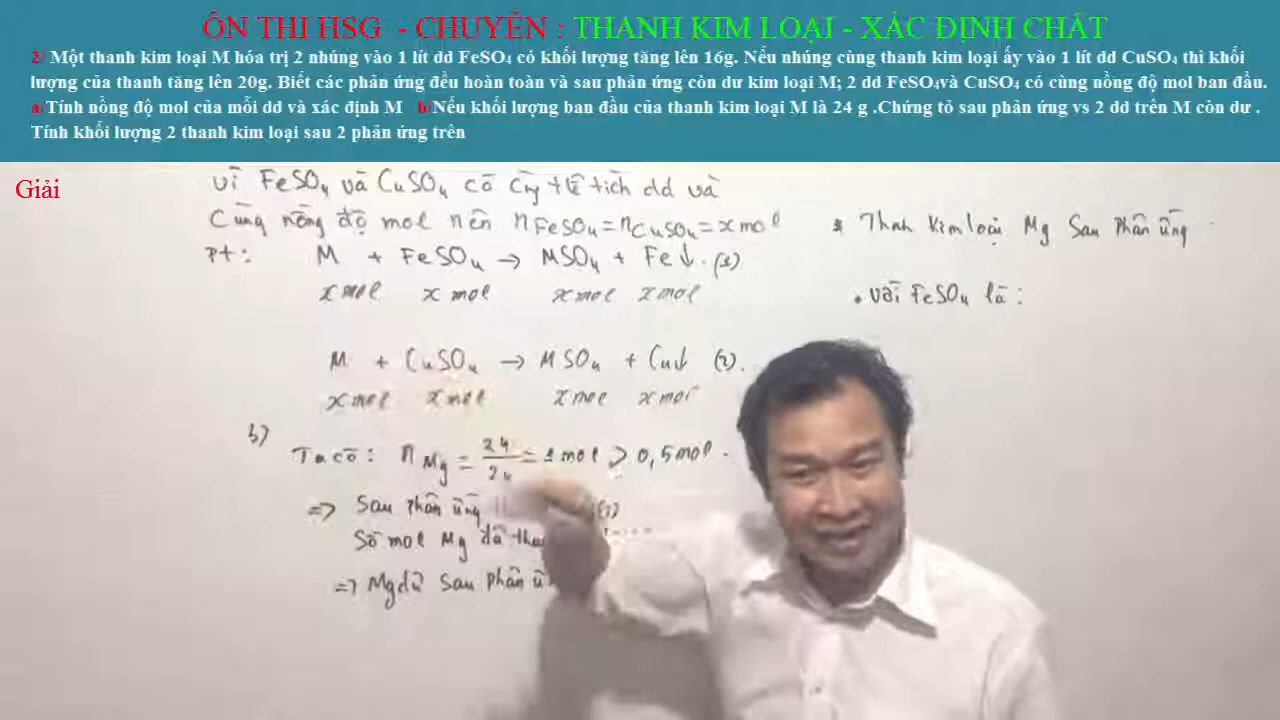 ÔN THI HSG - CHUYÊN : THANH KIM LOẠI - XÁC ĐỊNH CHẤT
2/ Một thanh kim loại M hóa trị 2 nhúng vào 1 lít dd FeSO₄ có khối lượng tăng lên 16g. Nếu nhúng cùng thanh kim loại ấy vào 1 lít dd CuSO₄ thì khối
lượng của thanh tăng lên 20g. Biết các phản ứng đều hoàn toàn và sau phản ứng còn dư kim loại M; 2 dd FeSO₄và CuSO₄ có cùng nồng độ mol ban đầu.
a/Tính nồng độ mol của mỗi dd và xác định M b/Nếu khối lượng ban đầu của thanh kim loại M là 24 g .Chứng tỏ sau phản ứng vs 2 dd trên M còn dư .
Tính khối lượng 2 thanh kim loại sau 2 phản ứng trên
Giải
Vì FeSO₄ và CuSO₄ có cùng thể tích dd và
Cùng nồng độ mol nên nFeSO₄ = nCuSO₄ = x mol
Pt: M + FeSO₄ → MSO₄ + Fe↓. (1)
x mol x mol x mol x mol
M + CuSO₄ → MSO₄ + Cu↓ (2).
x mol x mol x mol x mol
b)
Ta có: nMg = 24/24 = 1 mol > 0,5 mol.
=> Sau phản ứng
Số mol Mg đã
=> Mg dư sau phản
* Thanh kim loại Mg sau phản ứng
. Với FeSO₄ là: